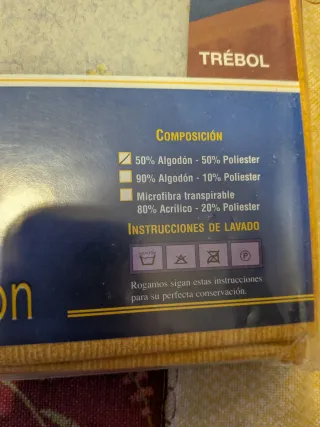 TRÉBOL
COMPOSICIÓN
50% Algodón - 50% Poliester
90% Algodón - 10% Poliester
Microfibra transpirable
80% Acrílico - 20% Poliester
INSTRUCCIONES DE LAVADO
P
on
Rogamos sigan estas instrucciones
para su perfecta conservación.